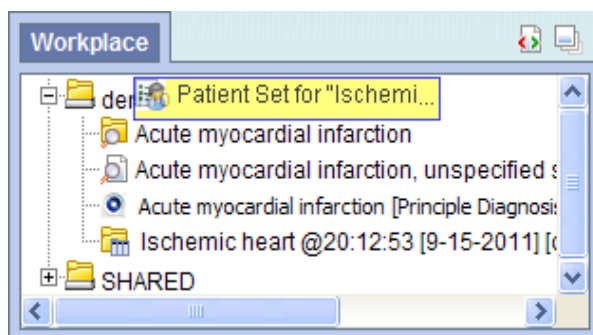 Workplace
Patient Set for "Ischemi...
Acute myocardial infarction
Acute myocardial infarction, unspecified
Acute myocardial infarction [Principle Diagnosis
Ischemic heart @20:12:53 [9-15-2011] [
SHARED